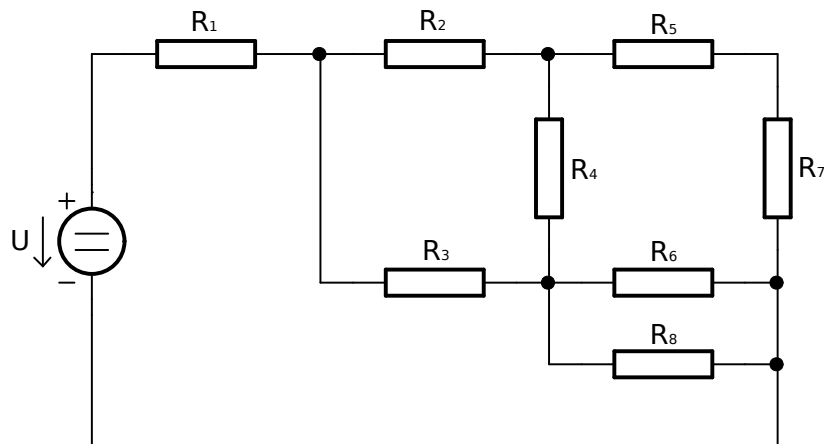 R₁
R₂
R₅
R₄
R₇
+
U
−
R₃
R₆
R₈